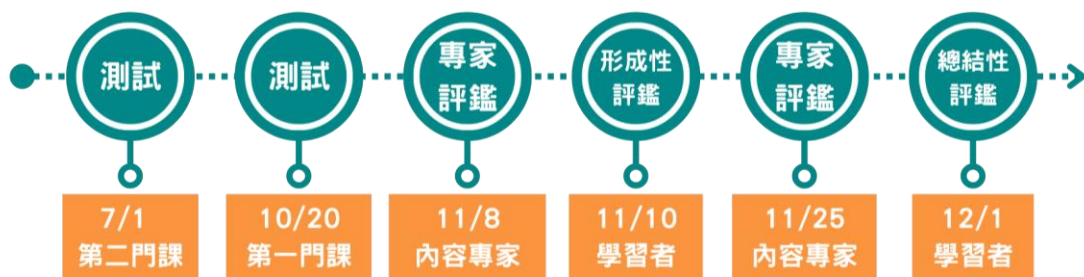 測試
測試
專家
評鑑
形成性
評鑑
專家
評鑑
總結性
評鑑
7/1
第二門課
10/20
第一門課
11/8
內容專家
11/10
學習者
11/25
內容專家
12/1
學習者